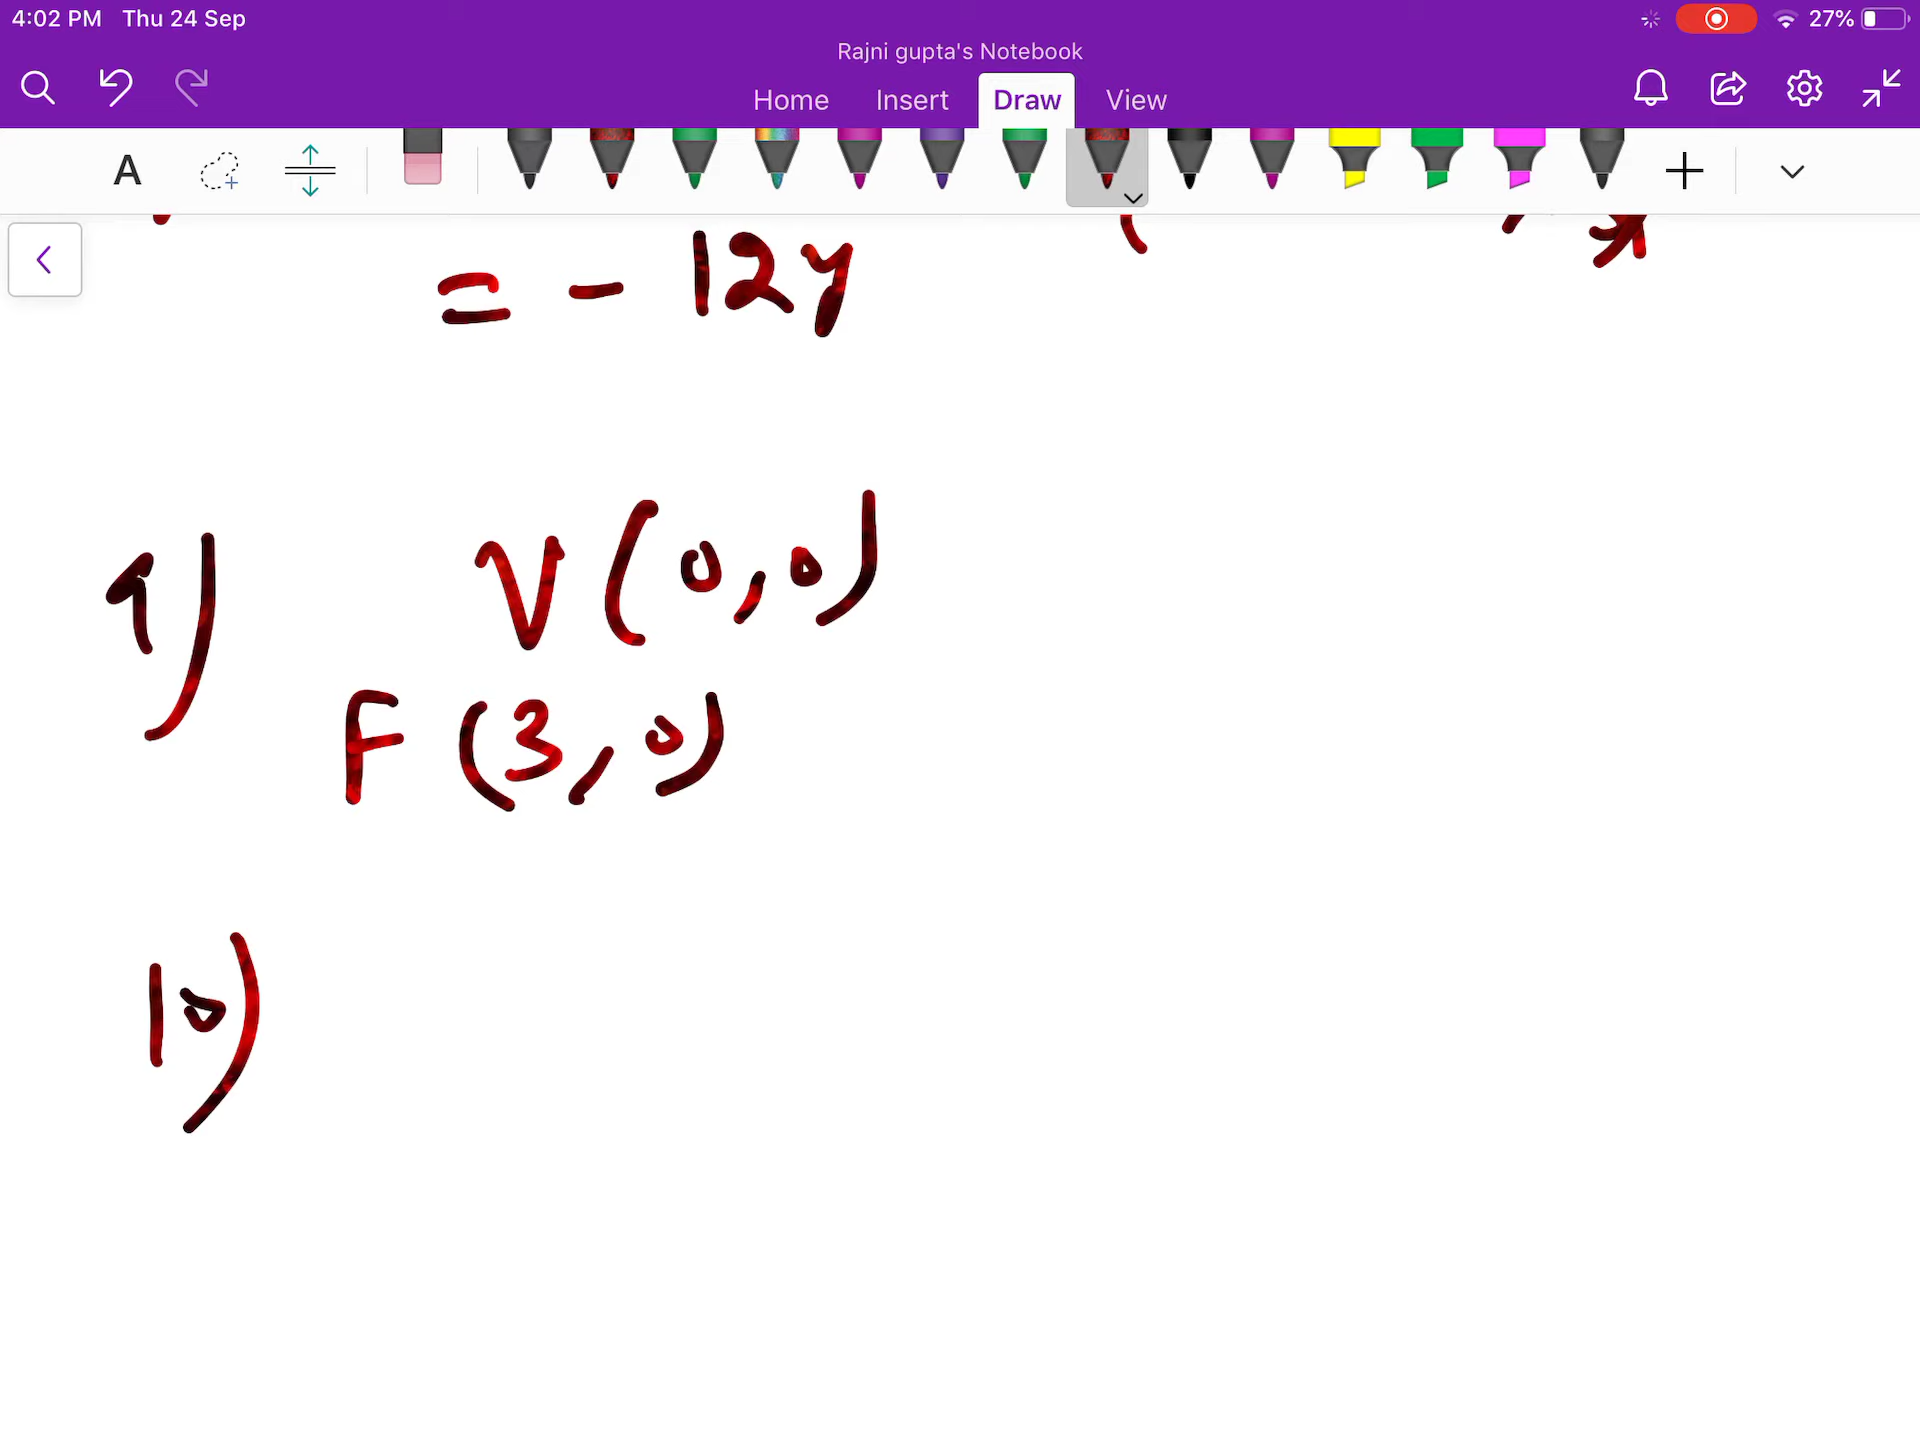 4:02 PM Thu 24 Sep
27%
Rajni gupta's Notebook
Home Insert Draw View
A
= - 12y
9) V(0,0)
F(3,0)
10)